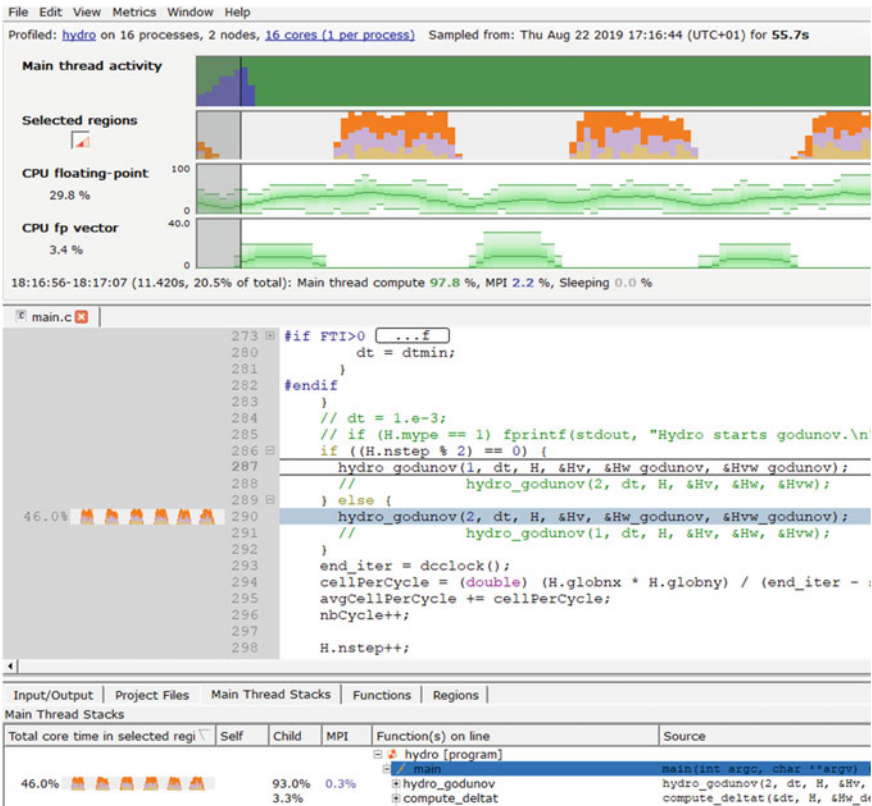 File Edit View Metrics Window Help
Profiled: hydro on 16 processes, 2 nodes, 16 cores (1 per process) Sampled from: Thu Aug 22 2019 17:16:44 (UTC+01) for 55.7s
Main thread activity
Selected regions
CPU floating-point
100
29.8 %
0
CPU fp vector
40.0
3.4 %
0
18:16:56-18:17:07 (11.420s, 20.5% of total): Main thread compute 97.8 %, MPI 2.2 %, Sleeping 0.0 %
main.c
273 #if FTI>0 ...f
280 dt = dtmin;
281 }
282 #endif
283 }
284 // dt = 1.e-3;
285 // if (H.mype == 1) fprintf(stdout, "Hydro starts godunov.\n"
286 if ((H.nstep % 2) == 0) {
287 hydro_godunov(1, dt, H, &Hv, &Hw_godunov, &Hvw_godunov);
288 // hydro_godunov(2, dt, H, &Hv, &Hw, &Hvw);
289 } else {
46.0% 290 hydro_godunov(2, dt, H, &Hv, &Hw_godunov, &Hvw_godunov);
291 // hydro_godunov(1, dt, H, &Hv, &Hw, &Hvw);
292 }
293 end_iter = dcclock();
294 cellPerCycle = (double) (H.globnx * H.globny) / (end_iter -
295 avgCellPerCycle += cellPerCycle;
296 nbCycle++;
297
298 H.nstep++;
Input/Output Project Files Main Thread Stacks Functions Regions
Main Thread Stacks
Total core time in selected regi Self Child MPI Function(s) on line Source
hydro [program]
main main(int argc, char **argv)
46.0% 93.0% 0.3% hydro_godunov hydro_godunov(2, dt, H, &Hv,
3.3% compute_deltat compute_deltat(&dt, H, &Hw_de